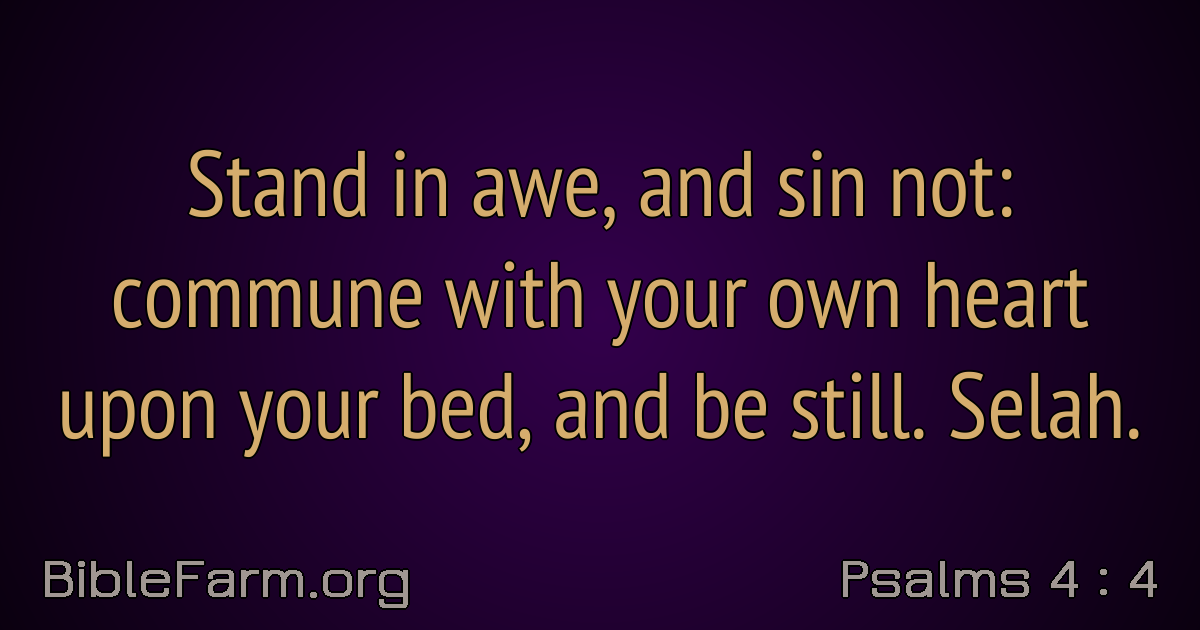 Stand in awe, and sin not:
commune with your own heart
upon your bed, and be still. Selah.
BibleFarm.org
Psalms 4 : 4